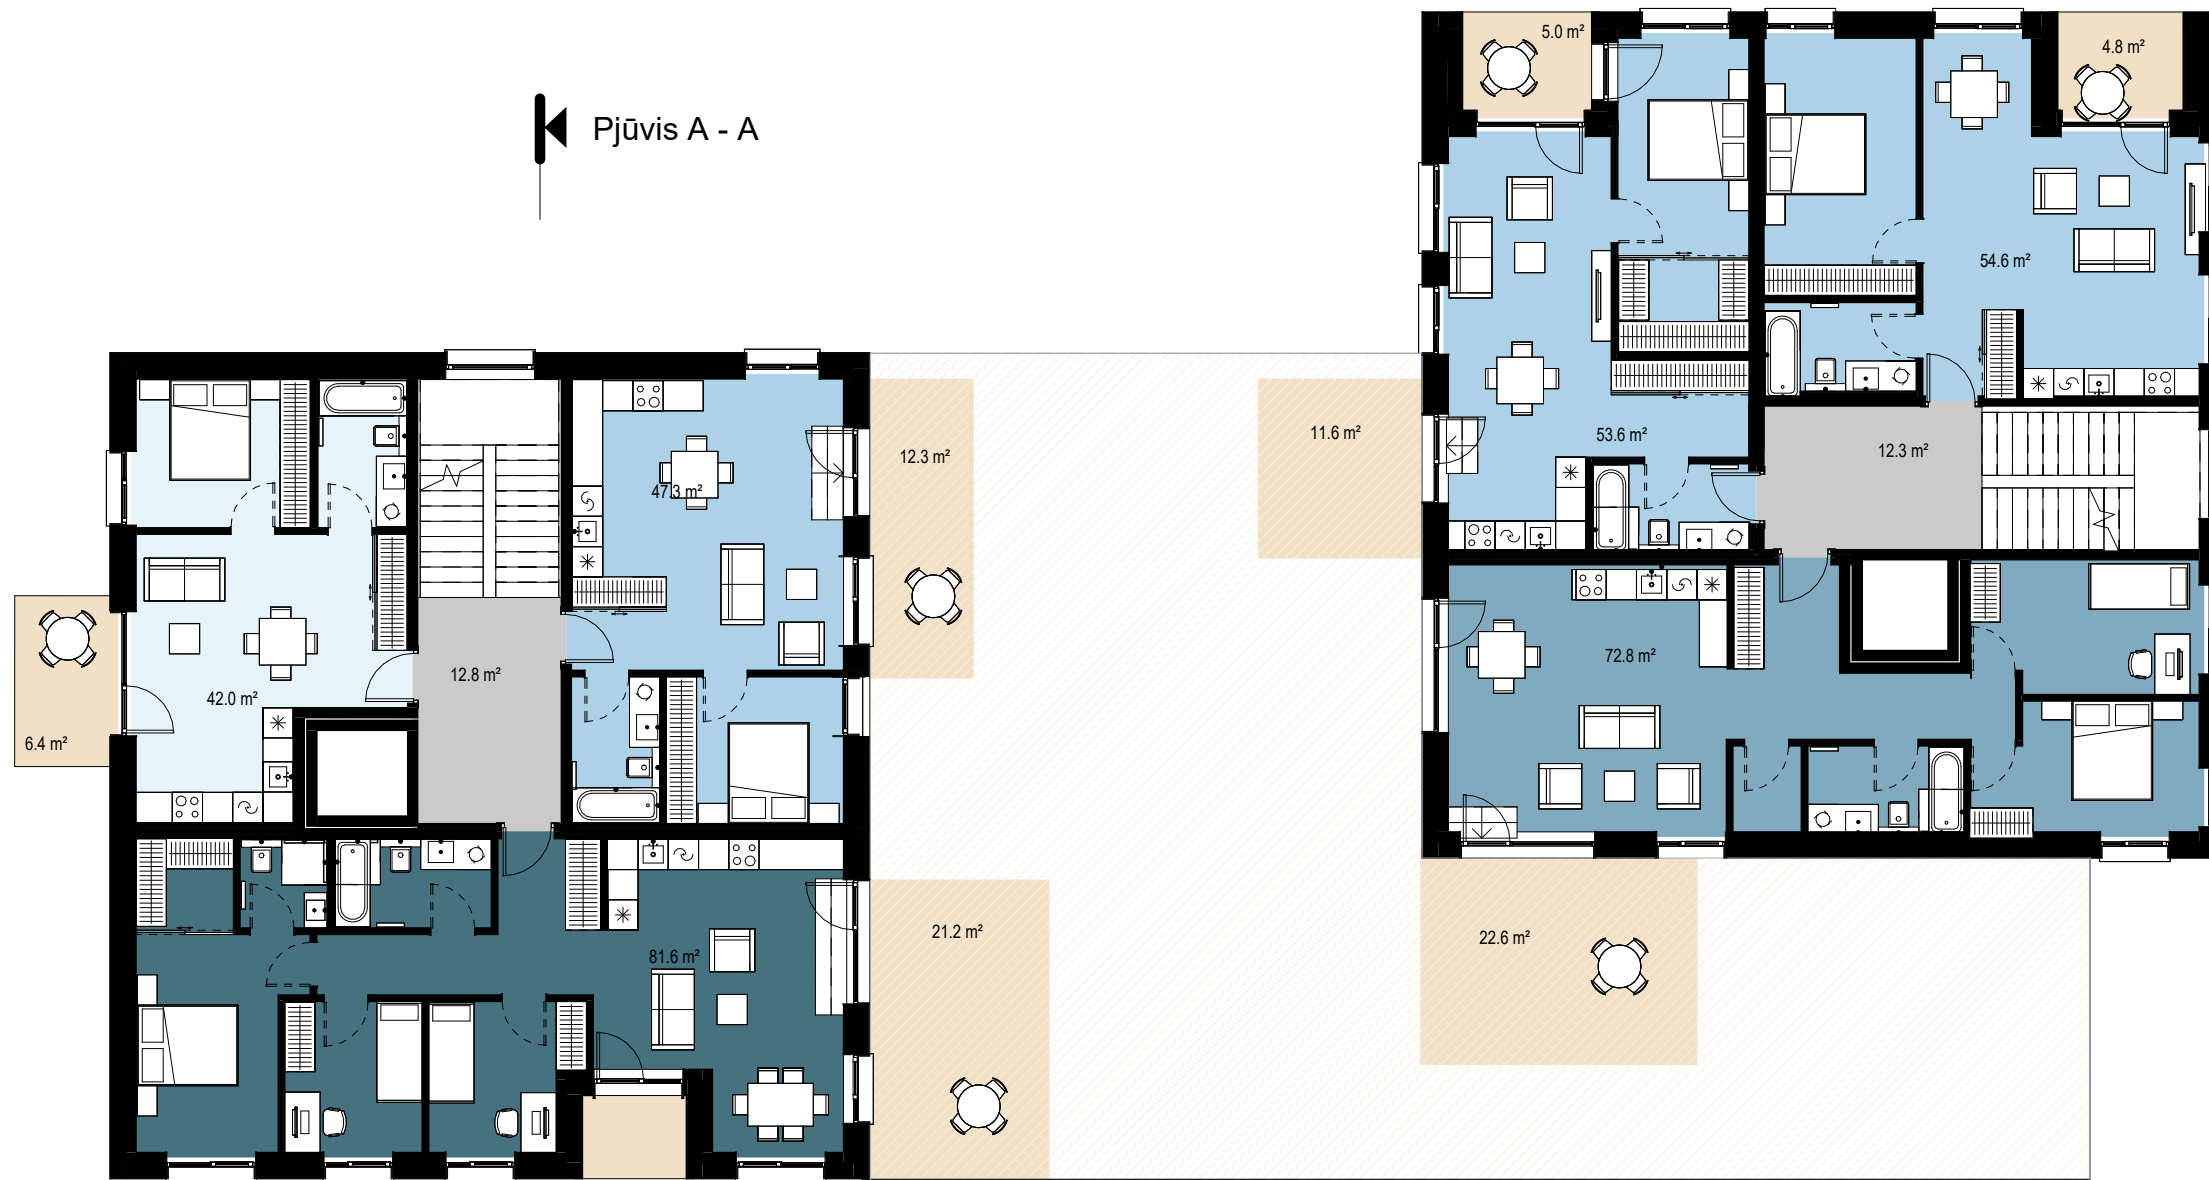 5.0 m²
4.8 m²
Pjūvis A - A
54.6 m²
11.6 m²
53.6 m²
12.3 m²
12.3 m²
47.3 m²
72.8 m²
12.8 m²
42.0 m²
6.4 m²
21.2 m²
22.6 m²
81.6 m²